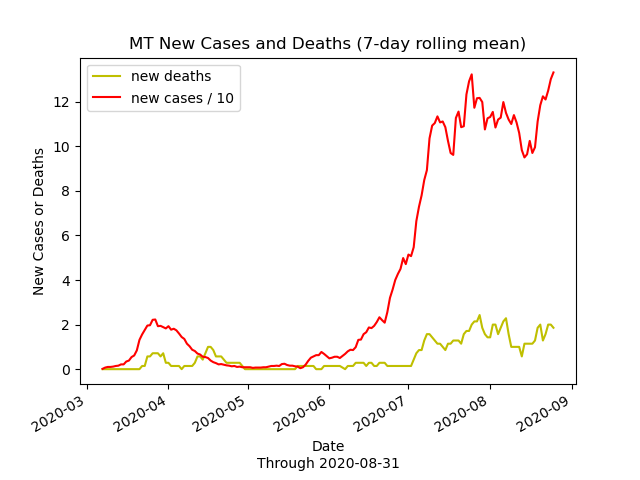 MT New Cases and Deaths (7-day rolling mean)
new deaths
new cases / 10
12
10
8
6
4
2
0
New Cases or Deaths
2020-03
2020-04
2020-05
2020-06
2020-07
2020-08
2020-09
Date
Through 2020-08-31